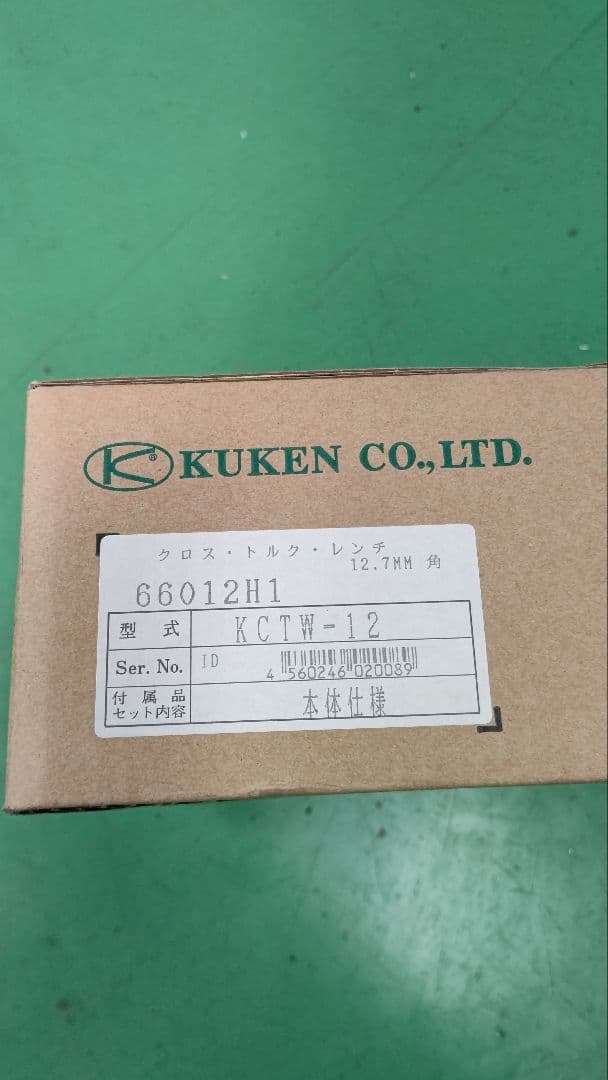 K® KUKEN CO.,LTD.
クロス・トルク・レンチ
12.7MM 角
66012H1
型 式 KCTW-12
Ser. No. ID 4 560246 020089
付属品
セット内容 本体仕様